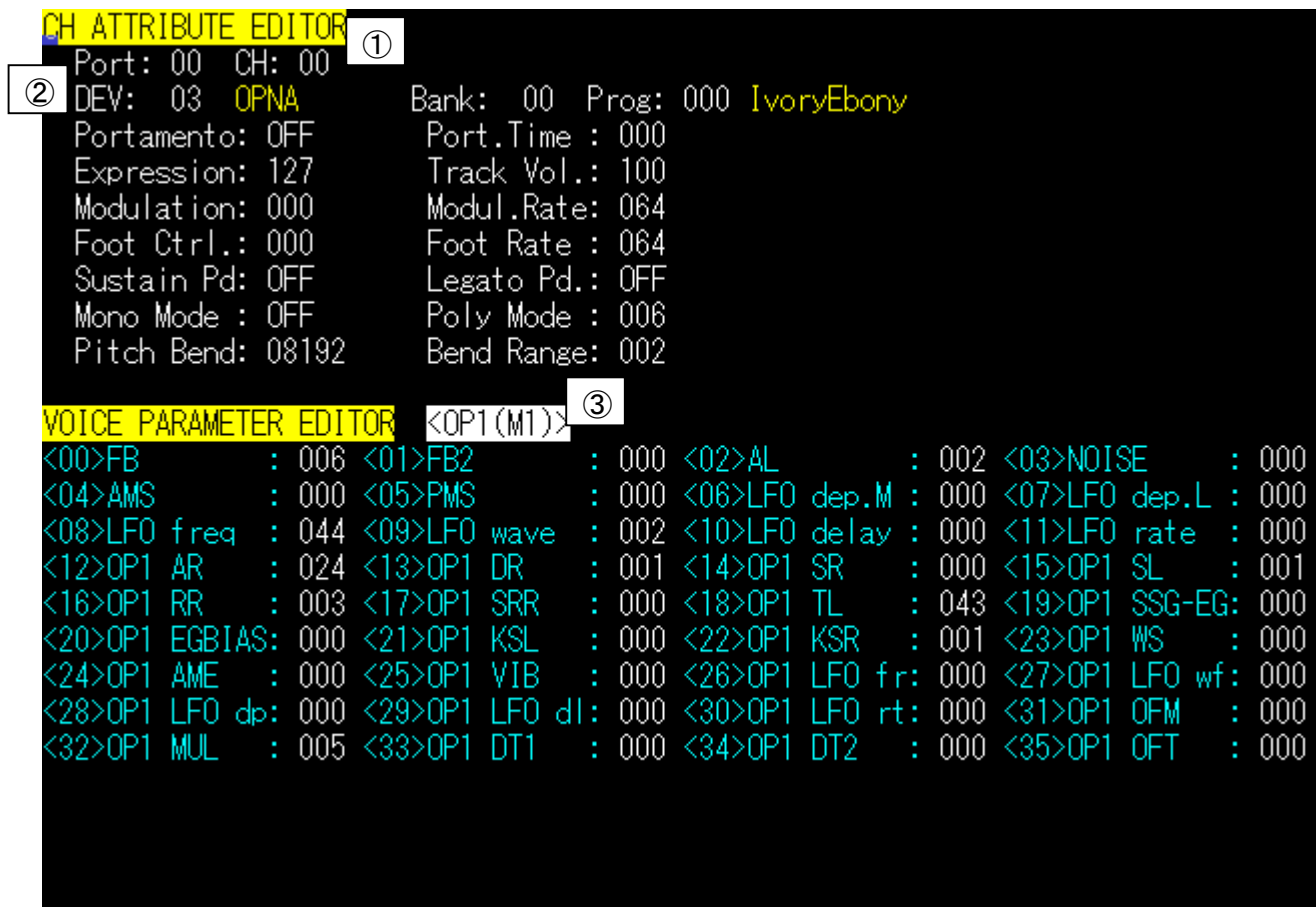 CH ATTRIBUTE EDITOR ①
Port: 00 CH: 00
② DEV: 03 OPNA Bank: 00 Prog: 000 IvoryEbony
Portamento: OFF Port.Time : 000
Expression: 127 Track Vol.: 100
Modulation: 000 Modul.Rate: 064
Foot Ctrl.: 000 Foot Rate : 064
Sustain Pd: OFF Legato Pd.: OFF
Mono Mode : OFF Poly Mode : 006
Pitch Bend: 08192 Bend Range: 002
VOICE PARAMETER EDITOR <OP1(M1)> ③
<00>FB : 006 <01>FB2 : 000 <02>AL : 002 <03>NOISE : 000
<04>AMS : 000 <05>PMS : 000 <06>LFO dep.M : 000 <07>LFO dep.L : 000
<08>LFO freq : 044 <09>LFO wave : 002 <10>LFO delay : 000 <11>LFO rate : 000
<12>OP1 AR : 024 <13>OP1 DR : 001 <14>OP1 SR : 000 <15>OP1 SL : 001
<16>OP1 RR : 003 <17>OP1 SRR : 000 <18>OP1 TL : 043 <19>OP1 SSG-EG: 000
<20>OP1 EGBIAS: 000 <21>OP1 KSL : 000 <22>OP1 KSR : 001 <23>OP1 WS : 000
<24>OP1 AME : 000 <25>OP1 VIB : 000 <26>OP1 LFO fr: 000 <27>OP1 LFO wf: 000
<28>OP1 LFO dp: 000 <29>OP1 LFO dl: 000 <30>OP1 LFO rt: 000 <31>OP1 OFM : 000
<32>OP1 MUL : 005 <33>OP1 DT1 : 000 <34>OP1 DT2 : 000 <35>OP1 OFT : 000